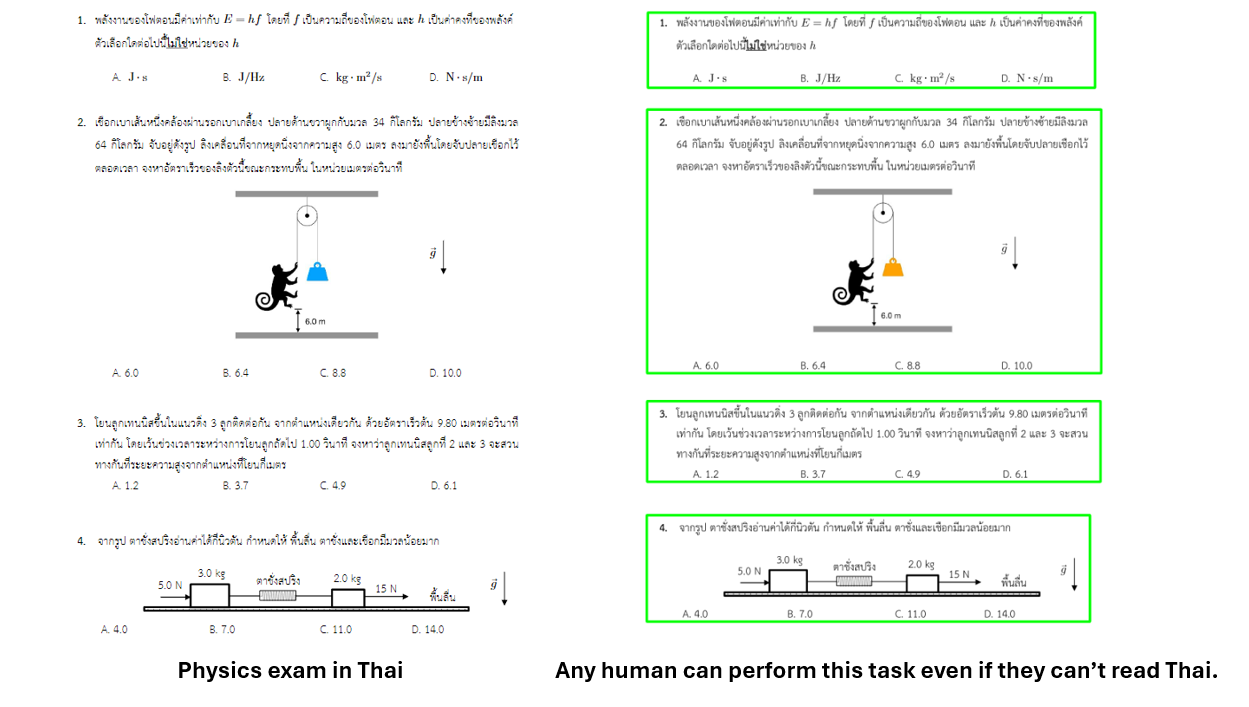 1. พลังงานของโฟตอนมีค่าเท่ากับ E = hf โดยที่ f เป็นความถี่ของโฟตอน และ h เป็นค่าคงที่ของพลังค์
ตัวเลือกใดต่อไปนี้ไม่ใช่หน่วยของ h
A. J · s B. J/Hz C. kg · m²/s D. N · s/m
2. เชือกเบาเส้นหนึ่งคล้องผ่านรอกเบาเกลี้ยง ปลายด้านขวาผูกกับมวล 34 กิโลกรัม ปลายข้างซ้ายมีลิงมวล
64 กิโลกรัม จับอยู่ดังรูป ลิงเคลื่อนที่จากหยุดนิ่งจากความสูง 6.0 เมตร ลงมายังพื้นโดยจับปลายเชือกไว้
ตลอดเวลา จงหาอัตราเร็วของลิงตัวนี้ขณะกระทบพื้น ในหน่วยเมตรต่อวินาที
g
6.0 m
A. 6.0 B. 6.4 C. 8.8 D. 10.0
3. โยนลูกเทนนิสขึ้นในแนวดิ่ง 3 ลูกติดต่อกัน จากตำแหน่งเดียวกัน ด้วยอัตราเร็วต้น 9.80 เมตรต่อวินาที
เท่ากัน โดยเว้นช่วงเวลาระหว่างการโยนลูกถัดไป 1.00 วินาที จงหาว่าลูกเทนนิสลูกที่ 2 และ 3 จะสวน
ทางกันที่ระยะความสูงจากตำแหน่งที่โยนกี่เมตร
A. 1.2 B. 3.7 C. 4.9 D. 6.1
4. จากรูป ตาชั่งสปริงอ่านค่าได้กี่นิวตัน กำหนดให้ พื้นลื่น ตาชั่งและเชือกมีมวลน้อยมาก
5.0 N 3.0 kg ตาชั่งสปริง 2.0 kg 15 N พื้นลื่น g
A. 4.0 B. 7.0 C. 11.0 D. 14.0
Physics exam in Thai
1. พลังงานของโฟตอนมีค่าเท่ากับ E = hf โดยที่ f เป็นความถี่ของโฟตอน และ h เป็นค่าคงที่ของพลังค์
ตัวเลือกใดต่อไปนี้ไม่ใช่หน่วยของ h
A. J · s B. J/Hz C. kg · m²/s D. N · s/m
2. เชือกเบาเส้นหนึ่งคล้องผ่านรอกเบาเกลี้ยง ปลายด้านขวาผูกกับมวล 34 กิโลกรัม ปลายข้างซ้ายมีลิงมวล
64 กิโลกรัม จับอยู่ดังรูป ลิงเคลื่อนที่จากหยุดนิ่งจากความสูง 6.0 เมตร ลงมายังพื้นโดยจับปลายเชือกไว้
ตลอดเวลา จงหาอัตราเร็วของลิงตัวนี้ขณะกระทบพื้น ในหน่วยเมตรต่อวินาที
g
6.0 m
A. 6.0 B. 6.4 C. 8.8 D. 10.0
3. โยนลูกเทนนิสขึ้นในแนวดิ่ง 3 ลูกติดต่อกัน จากตำแหน่งเดียวกัน ด้วยอัตราเร็วต้น 9.80 เมตรต่อวินาที
เท่ากัน โดยเว้นช่วงเวลาระหว่างการโยนลูกถัดไป 1.00 วินาที จงหาว่าลูกเทนนิสลูกที่ 2 และ 3 จะสวน
ทางกันที่ระยะความสูงจากตำแหน่งที่โยนกี่เมตร
A. 1.2 B. 3.7 C. 4.9 D. 6.1
4. จากรูป ตาชั่งสปริงอ่านค่าได้กี่นิวตัน กำหนดให้ พื้นลื่น ตาชั่งและเชือกมีมวลน้อยมาก
5.0 N 3.0 kg ตาชั่งสปริง 2.0 kg 15 N พื้นลื่น g
A. 4.0 B. 7.0 C. 11.0 D. 14.0
Any human can perform this task even if they can’t read Thai.